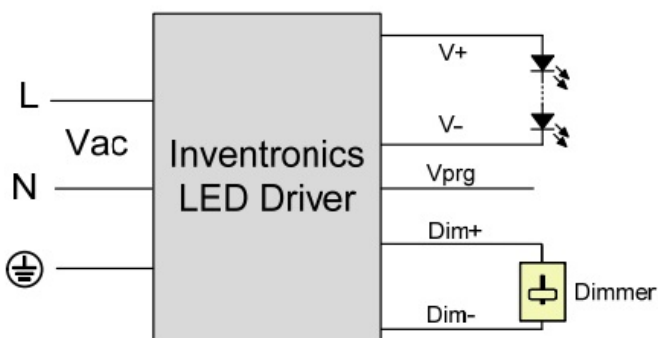 L
Vac
N
Inventronics
LED Driver
V+
V-
Vprg
Dim+
Dim-
Dimmer